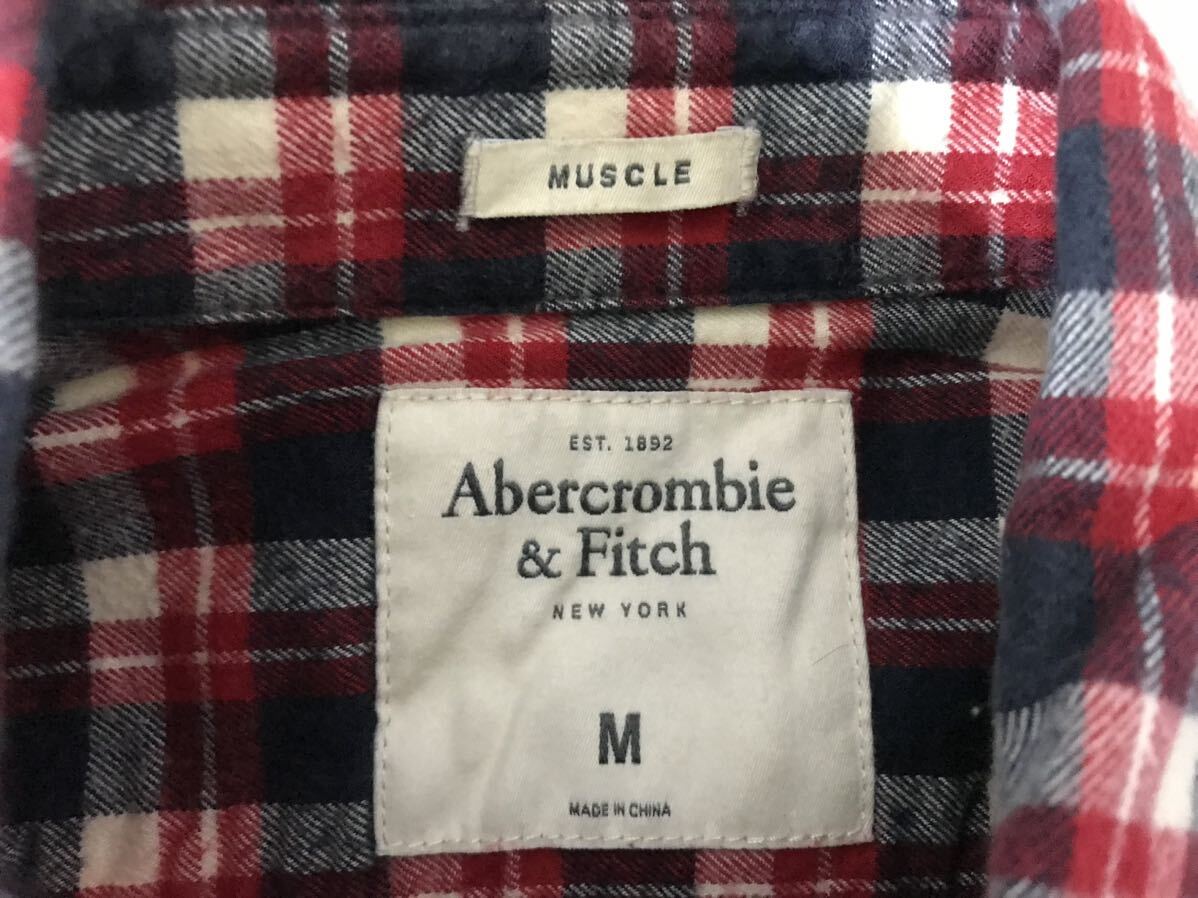 MUSCLE
EST. 1892
Abercrombie
& Fitch
NEW YORK
M
MADE IN CHINA